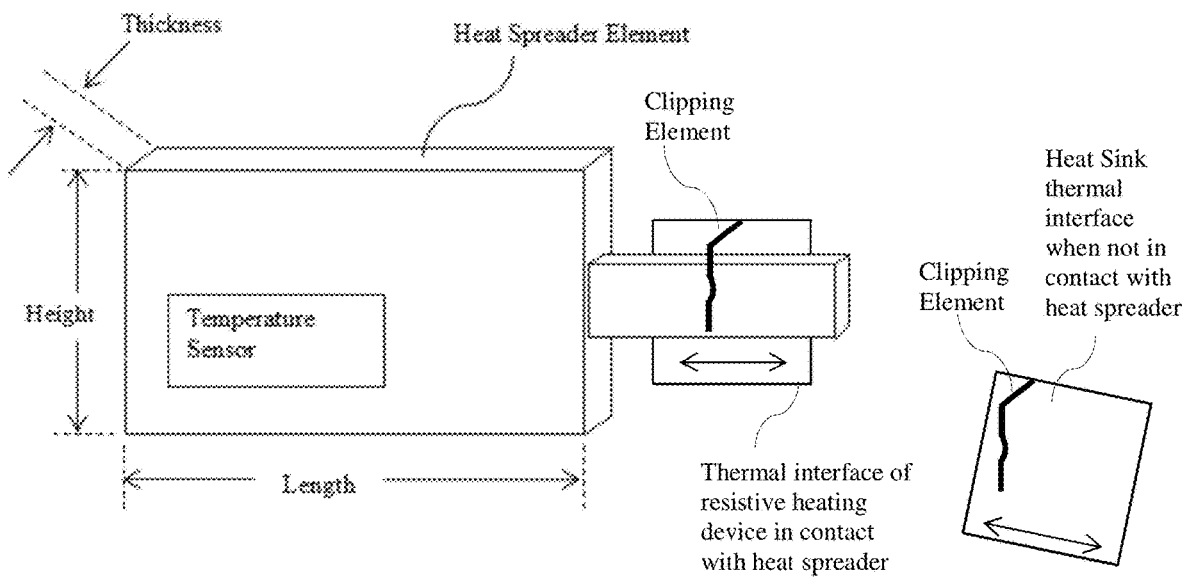 Thickness
Heat Spreader Element
Clipping
Element
Heat Sink
thermal
interface
when not in
contact with
heat spreader
Clipping
Element
Height
Temperature
Sensor
Length
Thermal interface of
resistive heating
device in contact
with heat spreader